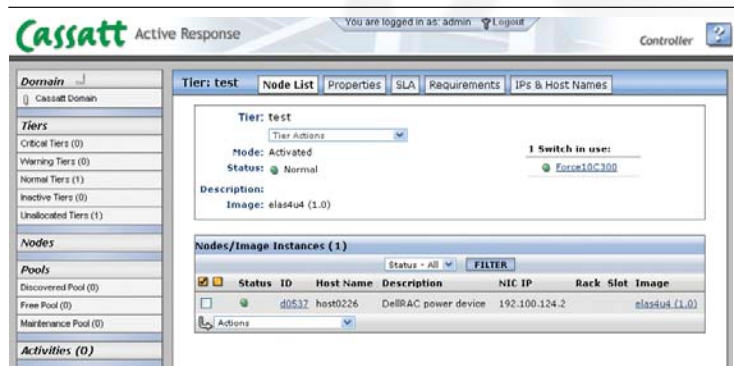 You are logged in as: admin Logout
Cassatt Active Response
Controller ?
Domain
Cassatt Domain
Tiers
Critical Tiers (0)
Warning Tiers (0)
Normal Tiers (1)
Inactive Tiers (0)
Unallocated Tiers (1)
Nodes
Pools
Discovered Pool (0)
Free Pool (0)
Maintenance Pool (0)
Activities (0)
Tier: test Node List Properties SLA Requirements IPs & Host Names
Tier: test
Tier Actions
Mode: Activated
Status: Normal
Description:
Image: elas4u4 (1.0)
1 Switch in use:
Force10C300
Nodes/Image Instances (1)
Status - All FILTER
Status ID Host Name Description NIC IP Rack Slot Image
d0537 host0226 DellRAC power device 192.100.124.2 elas4u4 (1.0)
Actions